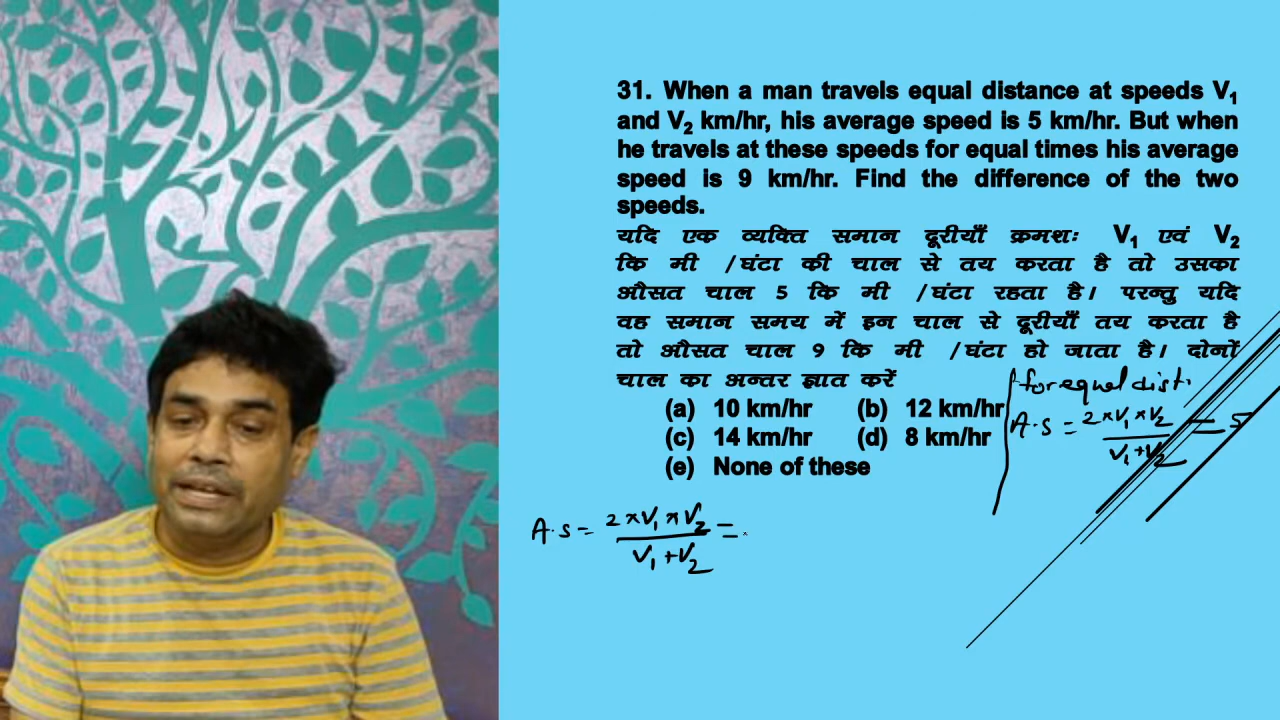 31. When a man travels equal distance at speeds V₁
and V₂ km/hr, his average speed is 5 km/hr. But when
he travels at these speeds for equal times his average
speed is 9 km/hr. Find the difference of the two
speeds.
यदि एक व्यक्ति समान दूरीयाँ क्रमशः V₁ एवं V₂
कि मी /घंटा की चाल से तय करता है तो उसका
औसत चाल 5 कि मी /घंटा रहता है। परन्तु यदि
वह समान समय में इन चाल से दूरीयाँ तय करता है
तो औसत चाल 9 कि मी /घंटा हो जाता है। दोनों
चाल का अन्तर ज्ञात करें
(a) 10 km/hr (b) 12 km/hr
(c) 14 km/hr (d) 8 km/hr
(e) None of these
for equal dist.
A.S = 2×V₁×V₂ / V₁+V₂ = 5
A.S = 2×V₁×V₂ / V₁+V₂ =